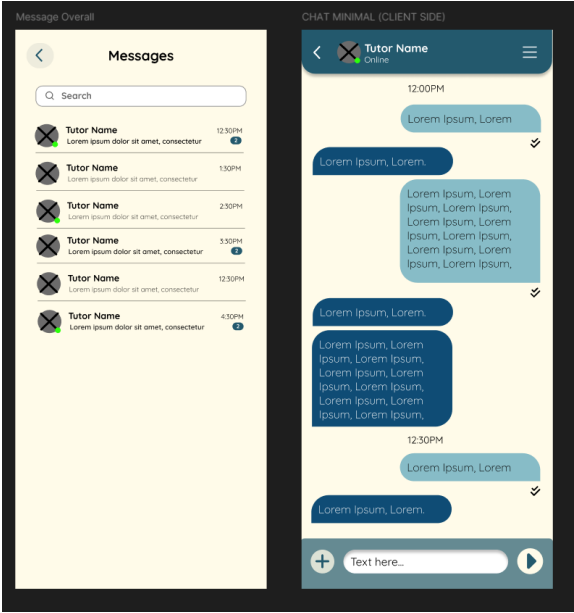 Message Overall
Messages
Search
Tutor Name
12:30PM
Lorem ipsum dolor sit amet, consectetur
2
Tutor Name
1:30PM
Lorem ipsum dolor sit amet, consectetur
Tutor Name
2:30PM
Lorem ipsum dolor sit amet, consectetur
Tutor Name
3:30PM
Lorem ipsum dolor sit amet, consectetur
2
Tutor Name
12:30PM
Lorem ipsum dolor sit amet, consectetur
Tutor Name
4:30PM
Lorem ipsum dolor sit amet, consectetur
2
CHAT MINIMAL (CLIENT SIDE)
Tutor Name
Online
12:00PM
Lorem Ipsum, Lorem
Lorem Ipsum, Lorem.
Lorem Ipsum, Lorem
Ipsum, Lorem Ipsum,
Lorem Ipsum, Lorem
Ipsum, Lorem Ipsum,
Lorem Ipsum, Lorem
Ipsum, Lorem Ipsum,
Lorem Ipsum, Lorem.
Lorem Ipsum, Lorem
Ipsum, Lorem Ipsum,
Lorem Ipsum, Lorem
Ipsum, Lorem Ipsum,
Lorem Ipsum, Lorem
Ipsum, Lorem Ipsum,
12:30PM
Lorem Ipsum, Lorem
Lorem Ipsum, Lorem.
Text here...